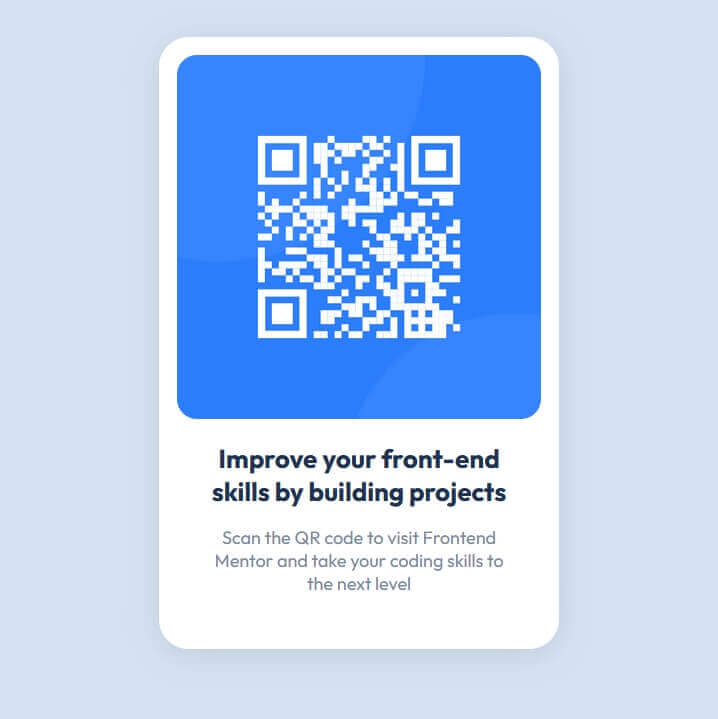 Improve your front-end
skills by building projects
Scan the QR code to visit Frontend
Mentor and take your coding skills to
the next level